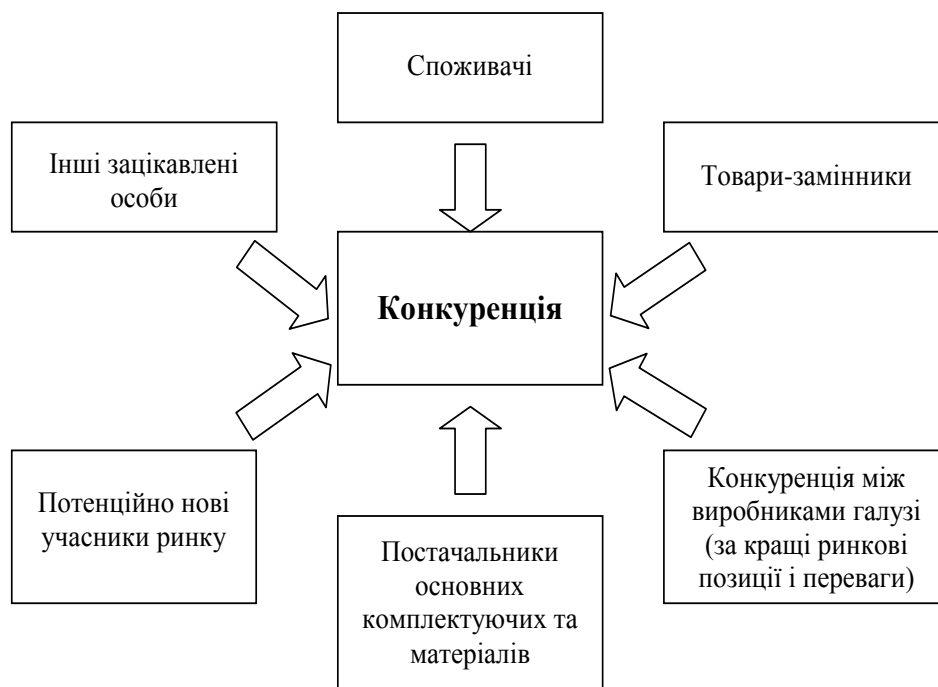 Споживачі
Інші зацікавлені
особи
Товари-замінники
Конкуренція
Потенційно нові
учасники ринку
Постачальники
основних
комплектуючих та
матеріалів
Конкуренція між
виробниками галузі
(за кращі ринкові
позиції і переваги)